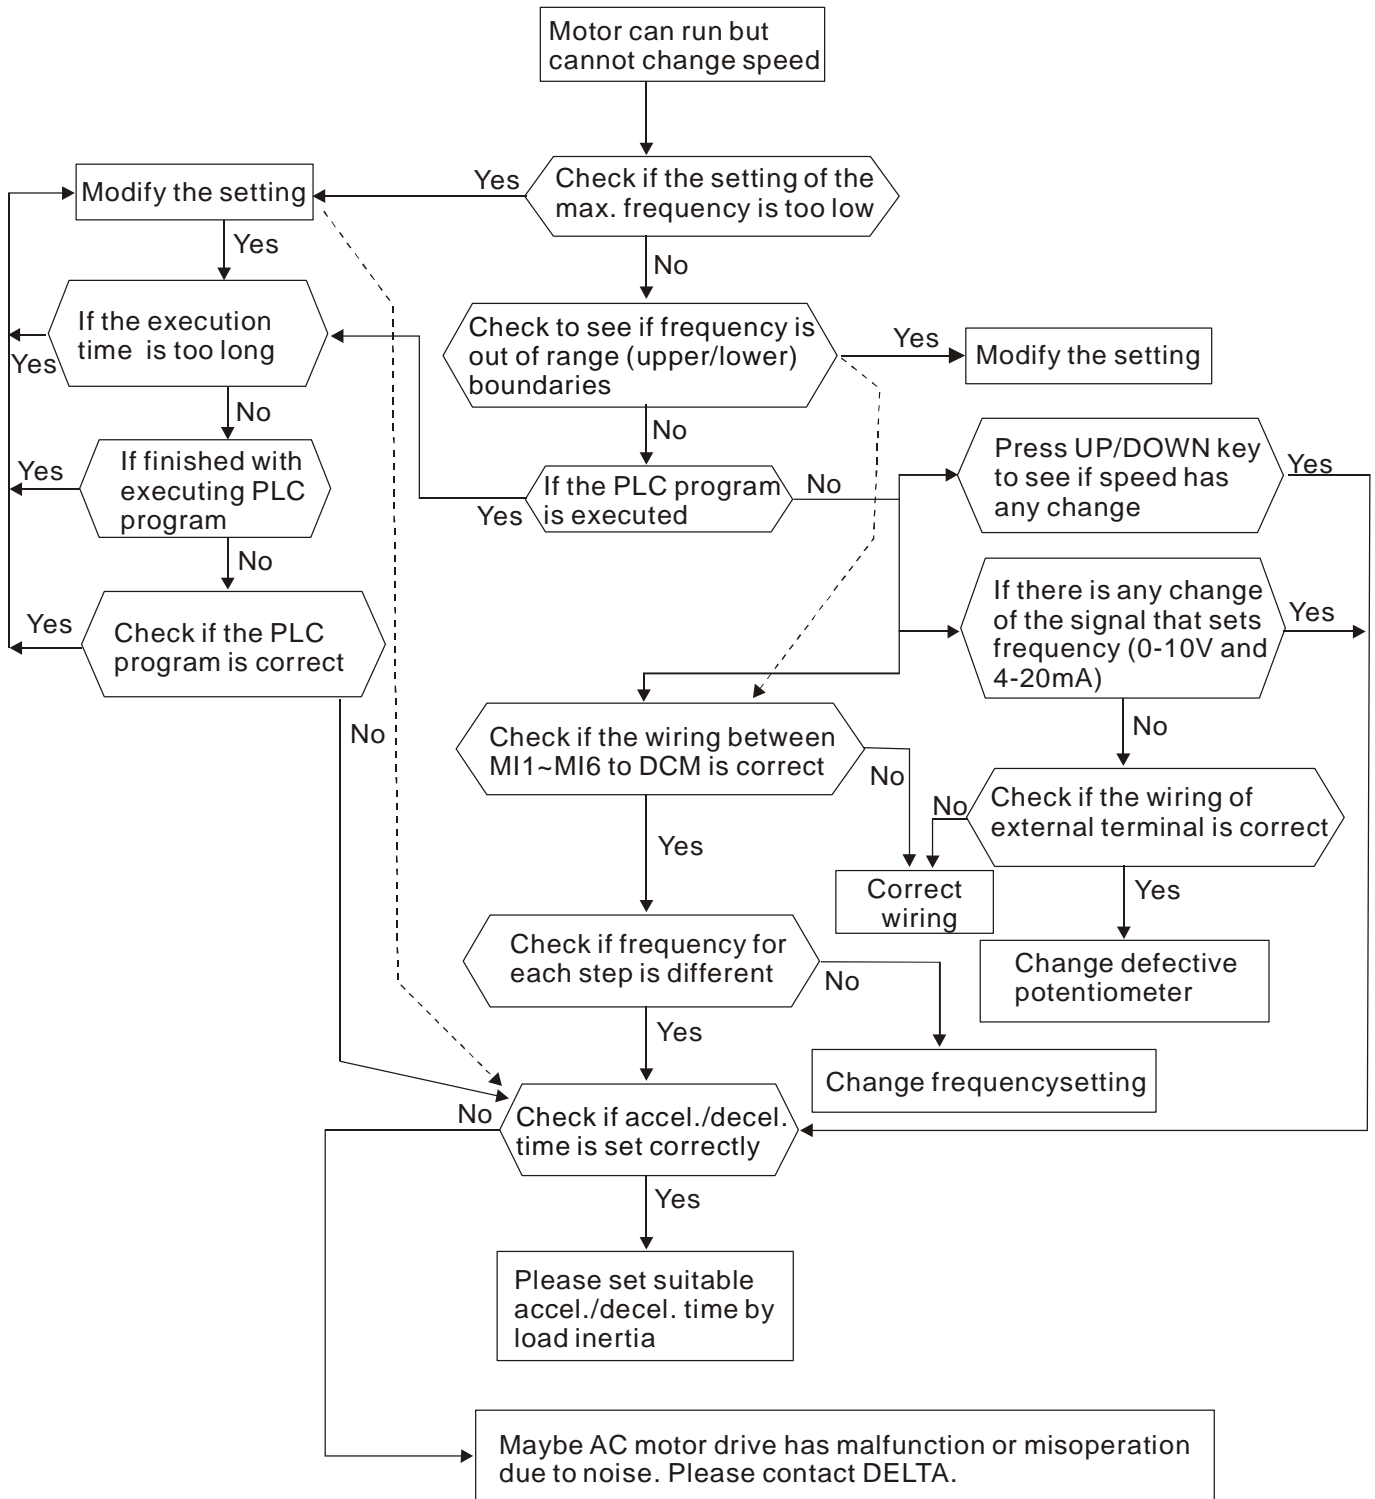 Motor can run but
cannot change speed
Modify the setting
Yes
Check if the setting of the
max. frequency is too low
Yes
No
If the execution
time is too long
Yes
Check to see if frequency is
out of range (upper/lower)
boundaries
Yes
Modify the setting
No
No
If finished with
executing PLC
program
Yes
If the PLC program
is executed
Yes
No
Press UP/DOWN key
to see if speed has
any change
Yes
No
Check if the PLC
program is correct
Yes
No
If there is any change
of the signal that sets
frequency (0-10V and
4-20mA)
Yes
No
Check if the wiring between
MI1~MI6 to DCM is correct
No
Yes
Check if the wiring of
external terminal is correct
No
Yes
Correct
wiring
Change defective
potentiometer
Check if frequency for
each step is different
No
Yes
Change frequencysetting
Check if accel./decel.
time is set correctly
No
Yes
Please set suitable
accel./decel. time by
load inertia
Maybe AC motor drive has malfunction or misoperation
due to noise. Please contact DELTA.